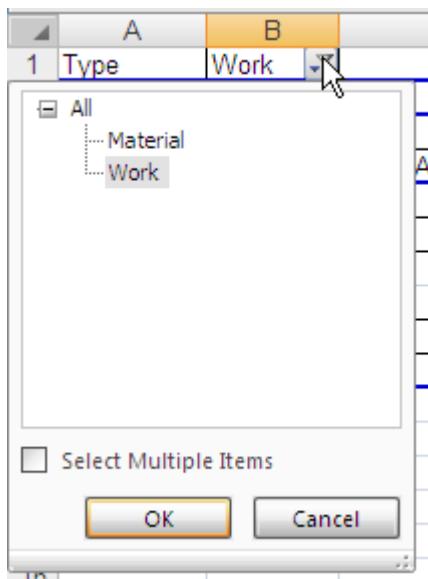 A B
1 Type Work
All
Material
Work
A
Select Multiple Items
OK Cancel